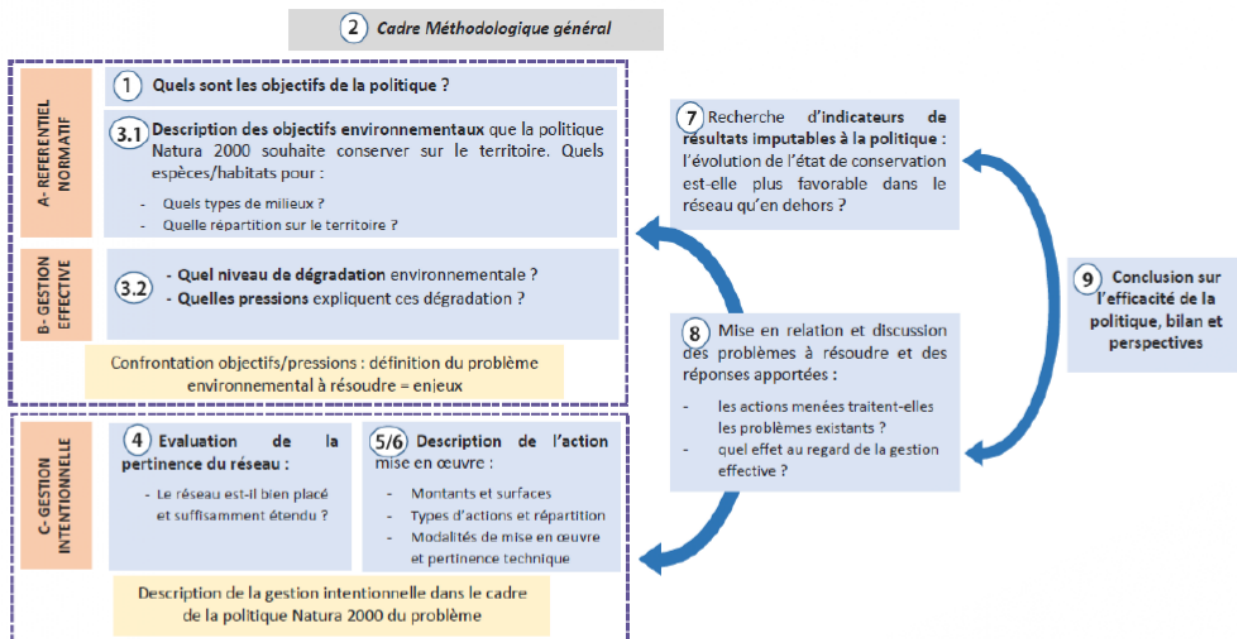 2 Cadre Méthodologique général
A- REFERENTIEL
NORMATIF
1 Quels sont les objectifs de la politique ?
3.1 Description des objectifs environnementaux que la politique
Natura 2000 souhaite conserver sur le territoire. Quels
espèces/habitats pour :
- Quels types de milieux ?
- Quelle répartition sur le territoire ?
B- GESTION
EFFECTIVE
3.2
- Quel niveau de dégradation environnementale ?
- Quelles pressions expliquent ces dégradation ?
Confrontation objectifs/pressions : définition du problème
environnemental à résoudre = enjeux
C- GESTION
INTENTIONNELLE
4 Evaluation de la
pertinence du réseau :
- Le réseau est-il bien placé
et suffisamment étendu ?
5/6 Description de l'action
mise en œuvre :
- Montants et surfaces
- Types d'actions et répartition
- Modalités de mise en œuvre
et pertinence technique
Description de la gestion intentionnelle dans le cadre
de la politique Natura 2000 du problème
7 Recherche d'indicateurs de
résultats imputables à la politique :
l'évolution de l'état de conservation
est-elle plus favorable dans le
réseau qu'en dehors ?
8 Mise en relation et discussion
des problèmes à résoudre et des
réponses apportées :
- les actions menées traitent-elles
les problèmes existants ?
- quel effet au regard de la gestion
effective ?
9 Conclusion sur
l'efficacité de la
politique, bilan et
perspectives